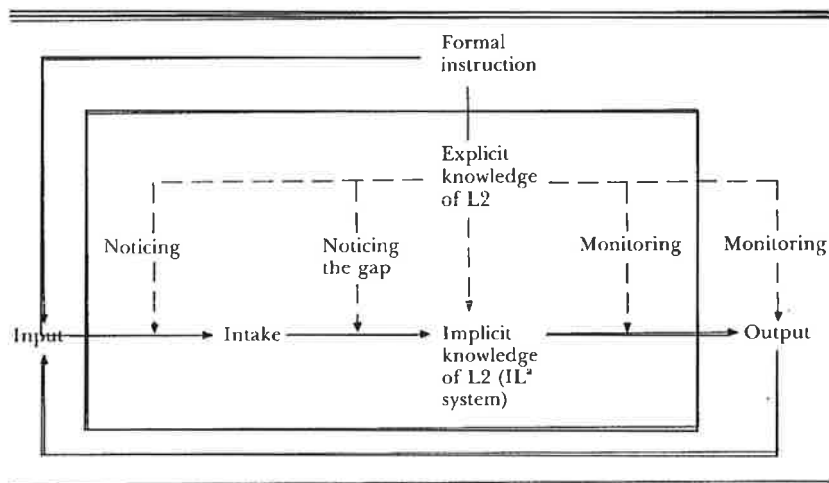 Formal
instruction
Explicit
knowledge
of L2
Noticing
Noticing
the gap
Monitoring
Monitoring
Input
Intake
Implicit
knowledge
of L2 (ILª
system)
Output